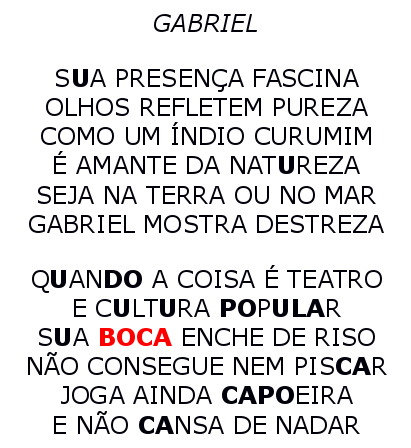 GABRIEL
SUA PRESENÇA FASCINA
OLHOS REFLETEM PUREZA
COMO UM ÍNDIO CURUMIM
É AMANTE DA NATUREZA
SEJA NA TERRA OU NO MAR
GABRIEL MOSTRA DESTREZA
QUANDO A COISA É TEATRO
E CULTURA POPULAR
SUA BOCA ENCHE DE RISO
NÃO CONSEGUE NEM PISCAR
JOGA AINDA CAPOEIRA
E NÃO CANSA DE NADAR